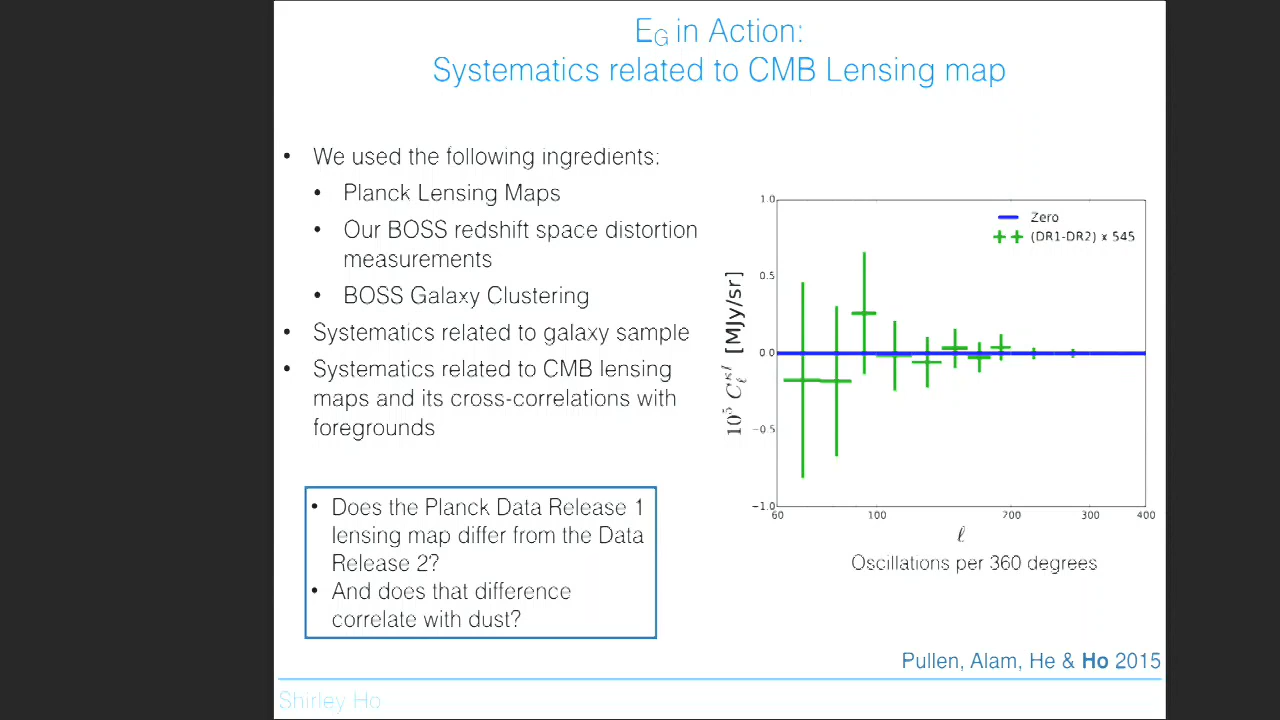 E_G in Action:
Systematics related to CMB Lensing map
• We used the following ingredients:
• Planck Lensing Maps
• Our BOSS redshift space distortion
measurements
• BOSS Galaxy Clustering
• Systematics related to galaxy sample
• Systematics related to CMB lensing
maps and its cross-correlations with
foregrounds
• Does the Planck Data Release 1
lensing map differ from the Data
Release 2?
• And does that difference
correlate with dust?
Zero
(DR1-DR2) x 545
10^5 C_ℓ^{κI} [MJy/sr]
1.0
0.5
0.0
−0.5
−1.0
60 100 200 300 400
ℓ
Oscillations per 360 degrees
Pullen, Alam, He & Ho 2015
Shirley Ho